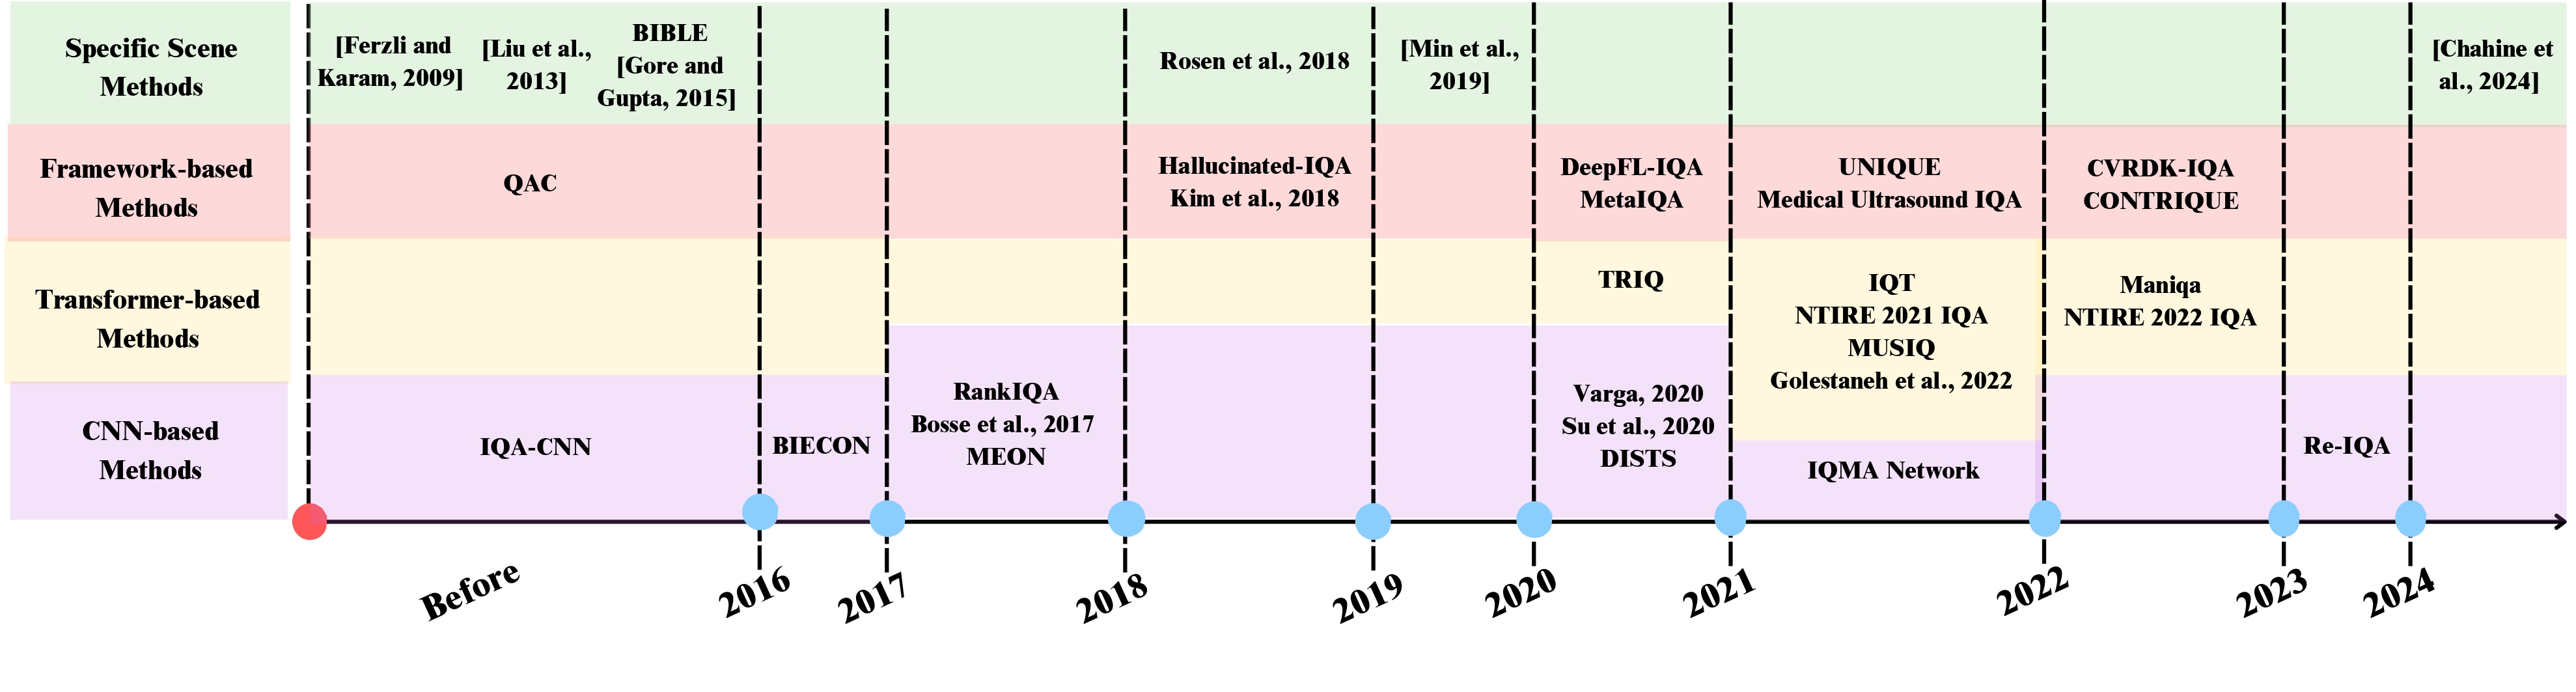 Specific Scene
Methods
[Ferzli and
Karam, 2009]
[Liu et al.,
2013]
BIBLE
[Gore and
Gupta, 2015]
Rosen et al., 2018
[Min et al.,
2019]
[Chahine et
al., 2024]
Framework-based
Methods
QAC
Hallucinated-IQA
Kim et al., 2018
DeepFL-IQA
MetaIQA
UNIQUE
Medical Ultrasound IQA
CVRDK-IQA
CONTRIQUE
Transformer-based
Methods
TRIQ
IQT
NTIRE 2021 IQA
MUSIQ
Golestaneh et al., 2022
Maniqa
NTIRE 2022 IQA
CNN-based
Methods
IQA-CNN
BIECON
RankIQA
Bosse et al., 2017
MEON
Varga, 2020
Su et al., 2020
DISTS
IQMA Network
Re-IQA
Before
2016
2017
2018
2019
2020
2021
2022
2023
2024